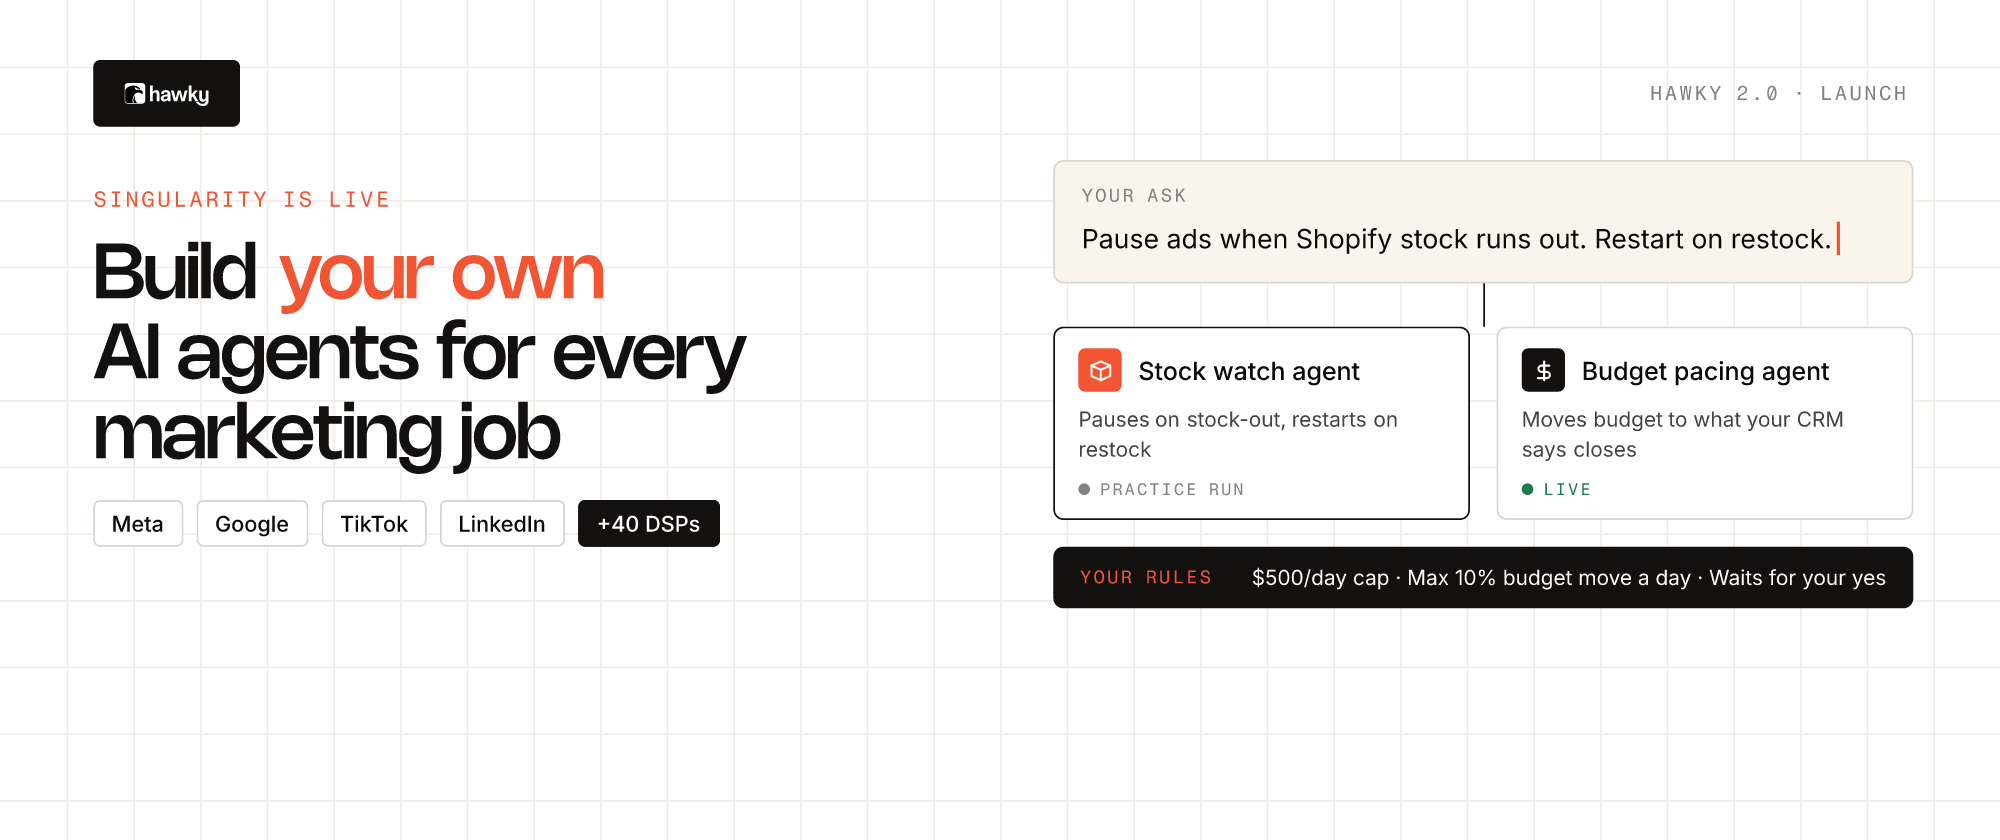 hawky
HAWKY 2.0 · LAUNCH
SINGULARITY IS LIVE
Build your own
AI agents for every
marketing job
Meta
Google
TikTok
LinkedIn
+40 DSPs
YOUR ASK
Pause ads when Shopify stock runs out. Restart on restock.
Stock watch agent
Pauses on stock-out, restarts on
restock
PRACTICE RUN
Budget pacing agent
Moves budget to what your CRM
says closes
LIVE
YOUR RULES
$500/day cap · Max 10% budget move a day · Waits for your yes